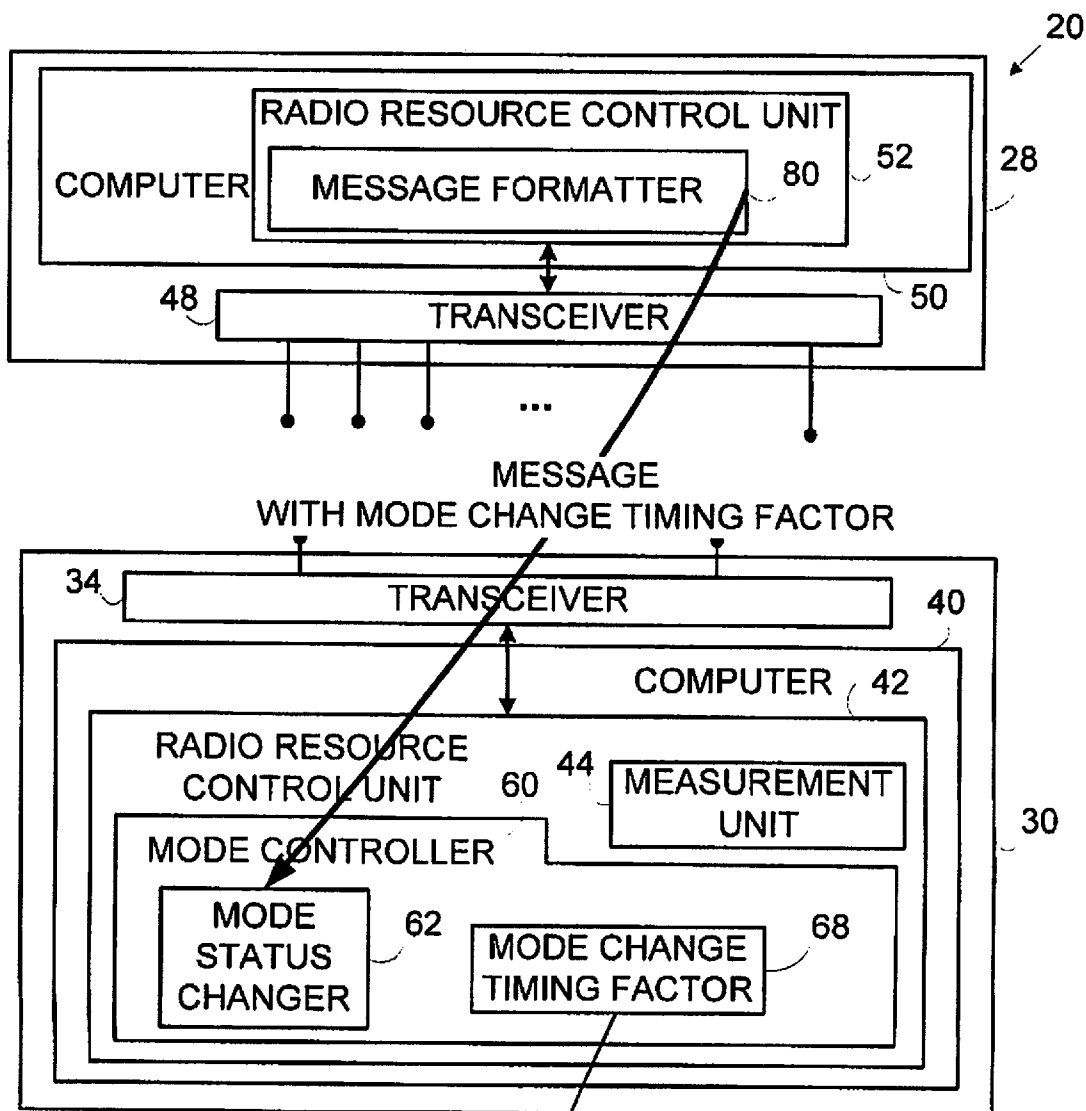 20
RADIO RESOURCE CONTROL UNIT
52
28
COMPUTER
MESSAGE FORMATTER
80
50
48
TRANSCEIVER
...
MESSAGE
WITH MODE CHANGE TIMING FACTOR
34
TRANSCEIVER
40
COMPUTER
42
RADIO RESOURCE
CONTROL UNIT
44
MEASUREMENT
UNIT
60
30
MODE CONTROLLER
MODE
STATUS
CHANGER
62
MODE CHANGE
TIMING FACTOR
68